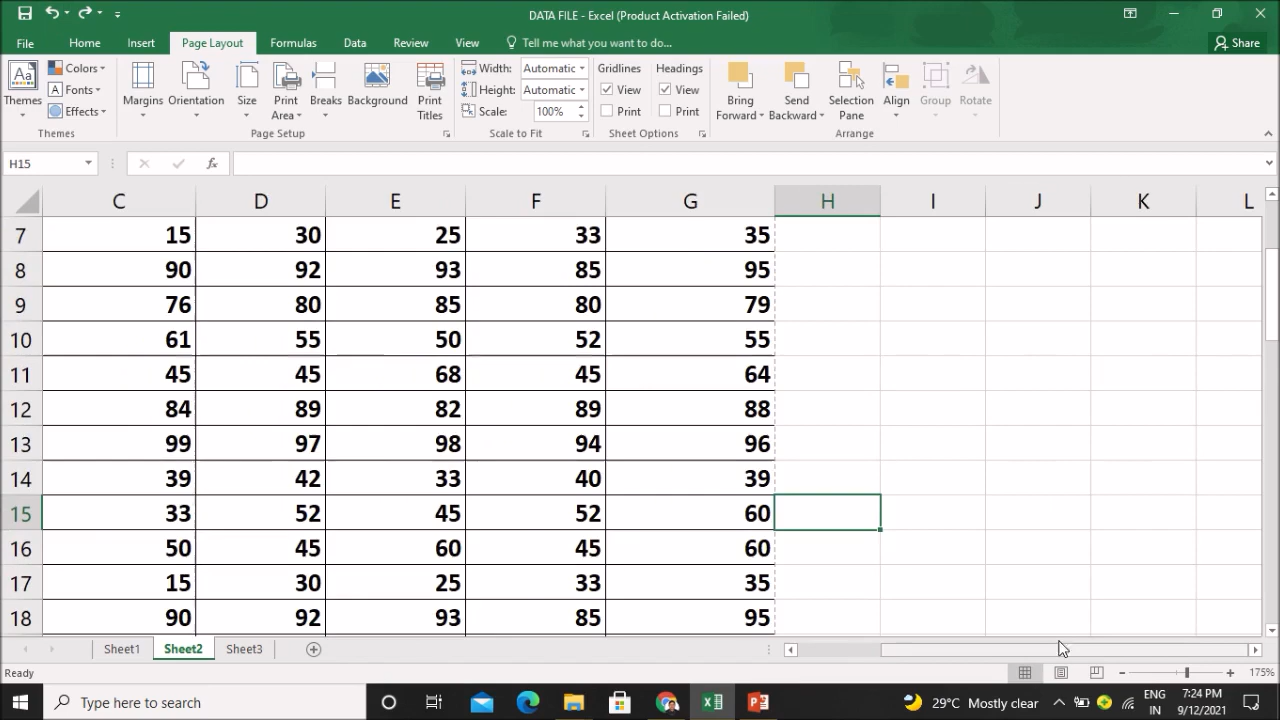 DATA FILE - Excel (Product Activation Failed)
File Home Insert Page Layout Formulas Data Review View Tell me what you want to do... Share
Themes
Colors
Fonts
Effects
Themes
Margins Orientation Size Print Area Breaks Background Print Titles
Page Setup
Width: Automatic
Height: Automatic
Scale: 100%
Scale to Fit
Gridlines Headings
View View
Print Print
Sheet Options
Bring Forward Send Backward Selection Pane Align Group Rotate
Arrange
H15 fx
C D E F G H I J K L
7 15 30 25 33 35
8 90 92 93 85 95
9 76 80 85 80 79
10 61 55 50 52 55
11 45 45 68 45 64
12 84 89 82 89 88
13 99 97 98 94 96
14 39 42 33 40 39
15 33 52 45 52 60
16 50 45 60 45 60
17 15 30 25 33 35
18 90 92 93 85 95
Sheet1 Sheet2 Sheet3
Ready 175%
Type here to search
29°C Mostly clear
ENG
IN
7:24 PM
9/12/2021